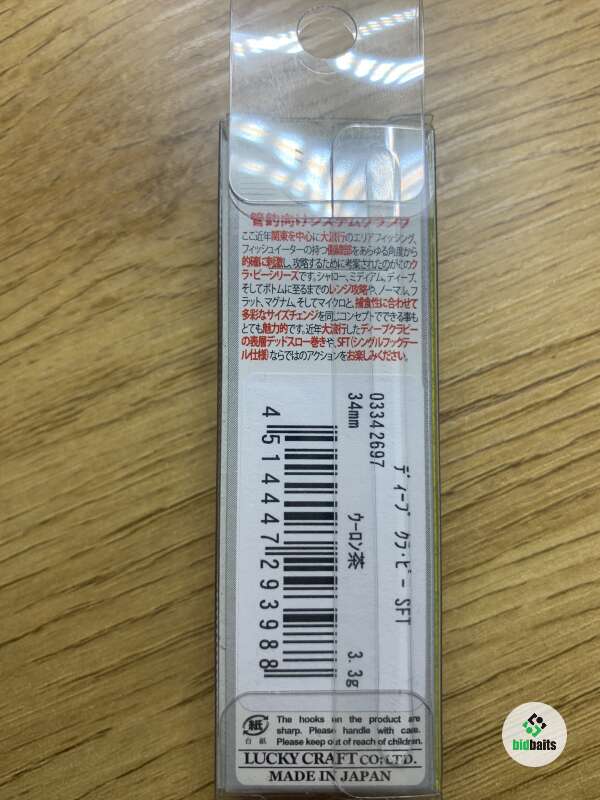 管釣向けシステムクランク
ここ近年関東を中心に大流行のエリアフィッシング、
フィッシュイーターの持つ側線部をあらゆる角度から
的確に刺激し、攻略するために考案されたのがこのク
ラ・ビーシリーズです。シャロー、ミディアム、ディープ、
そしてボトムに至るまでのレンジ攻略や、ノーマル、フ
ラット、マグナム、そしてマイクロと、捕食性に合わせて
多彩なサイズチェンジを同じコンセプトでできる事も
とても魅力的です。近年大流行したディープクラピー
の表層デッドスロー巻きや、SFT(シングルフックテー
ル仕様)ならではのアクションをお楽しみください。
ディープ クラ・ピー SFT
03342697
34mm ウーロン茶 3.3g
4514447293988
紙
台紙
The hooks on the product are
sharp. Please handle with care.
Please keep out of reach of children.
LUCKY CRAFT CO.,LTD.
MADE IN JAPAN
bidbaits